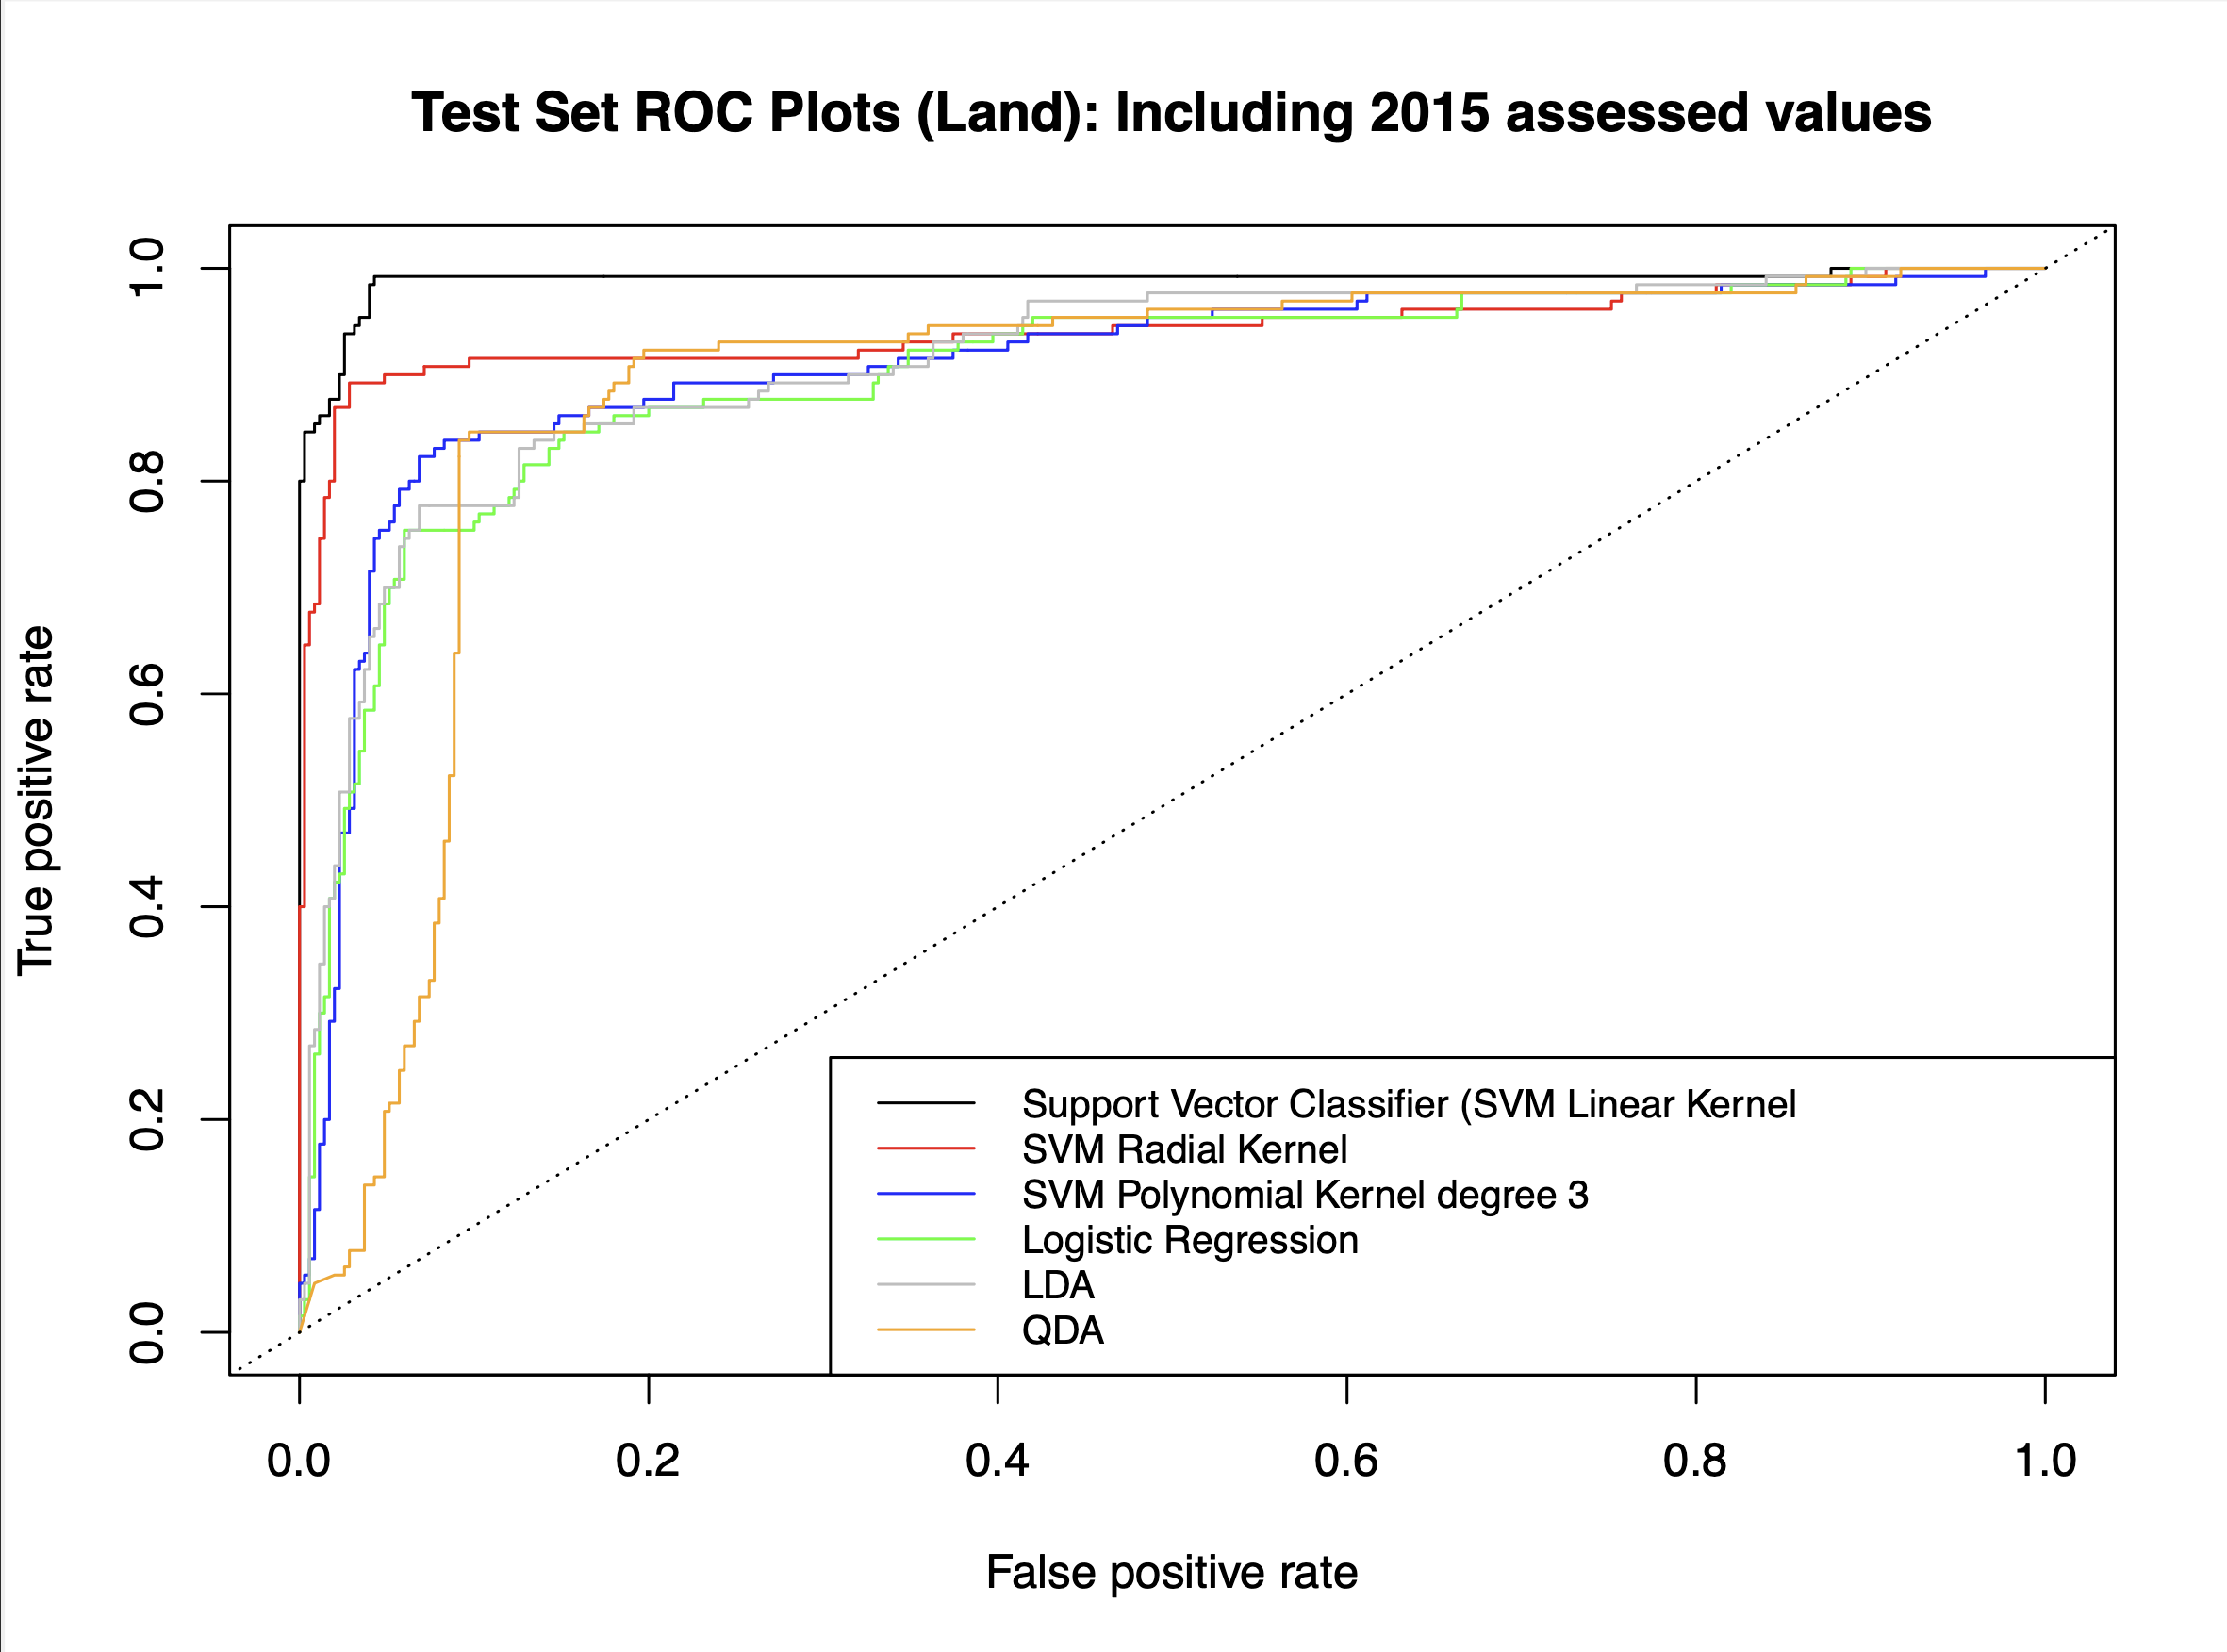 Test Set ROC Plots (Land): Including 2015 assessed values
True positive rate
1.0
0.8
0.6
0.4
0.2
0.0
Support Vector Classifier (SVM Linear Kernel
SVM Radial Kernel
SVM Polynomial Kernel degree 3
Logistic Regression
LDA
QDA
0.0 0.2 0.4 0.6 0.8 1.0
False positive rate